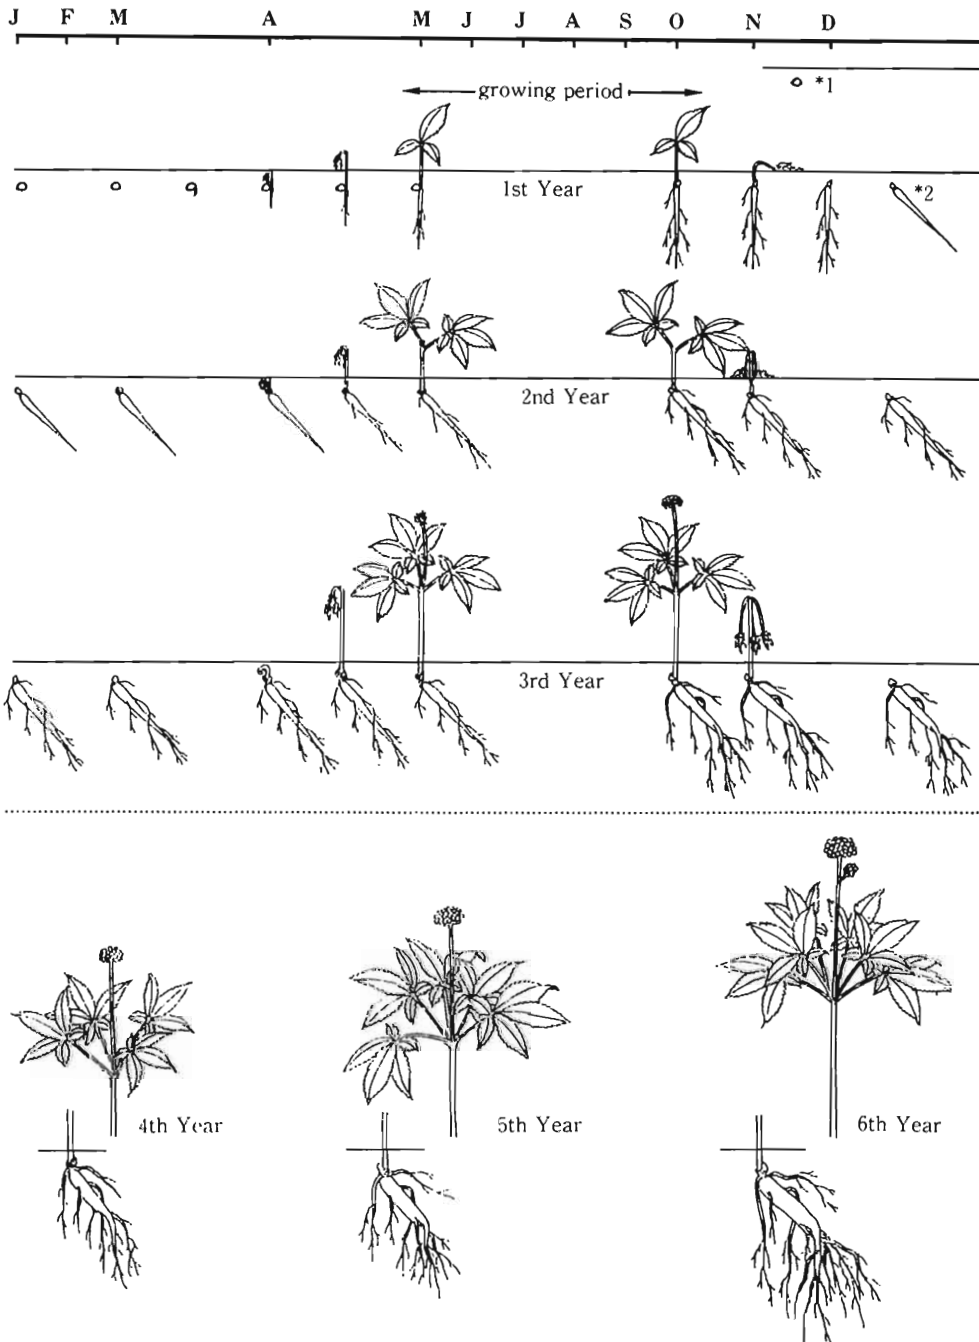 J F M A M J J A S O N D
*1
growing period
1st Year
*2
2nd Year
3rd Year
4th Year
5th Year
6th Year